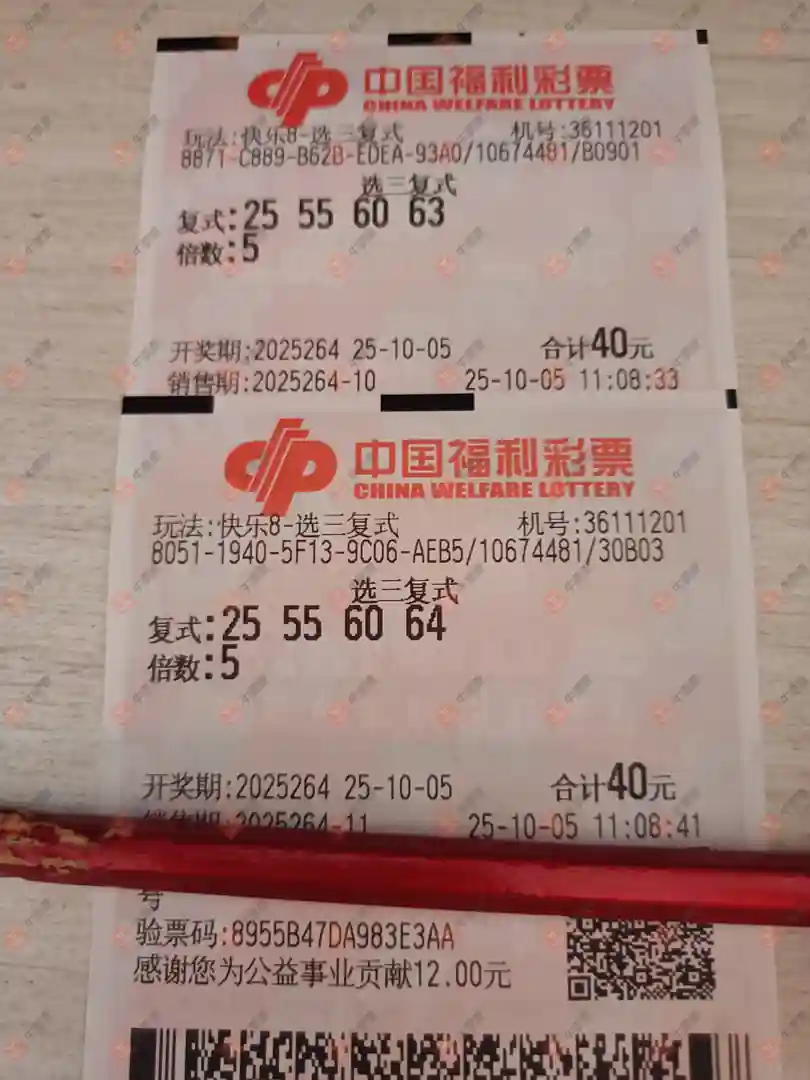 中国福利彩票
CHINA WELFARE LOTTERY
玩法:快乐8-选三复式 机号:36111201
8871-C889-B62B-EDEA-93A0/10674481/B0901
选三复式
复式:25 55 60 63
倍数:5
开奖期:2025264 25-10-05 合计40元
销售期:2025264-10 25-10-05 11:08:33
中国福利彩票
CHINA WELFARE LOTTERY
玩法:快乐8-选三复式 机号:36111201
8051-1940-5F13-9C06-AEB5/10674481/30B03
选三复式
复式:25 55 60 64
倍数:5
开奖期:2025264 25-10-05 合计40元
销售期:2025264-11 25-10-05 11:08:41
号
验票码:8955B47DA983E3AA
感谢您为公益事业贡献12.00元